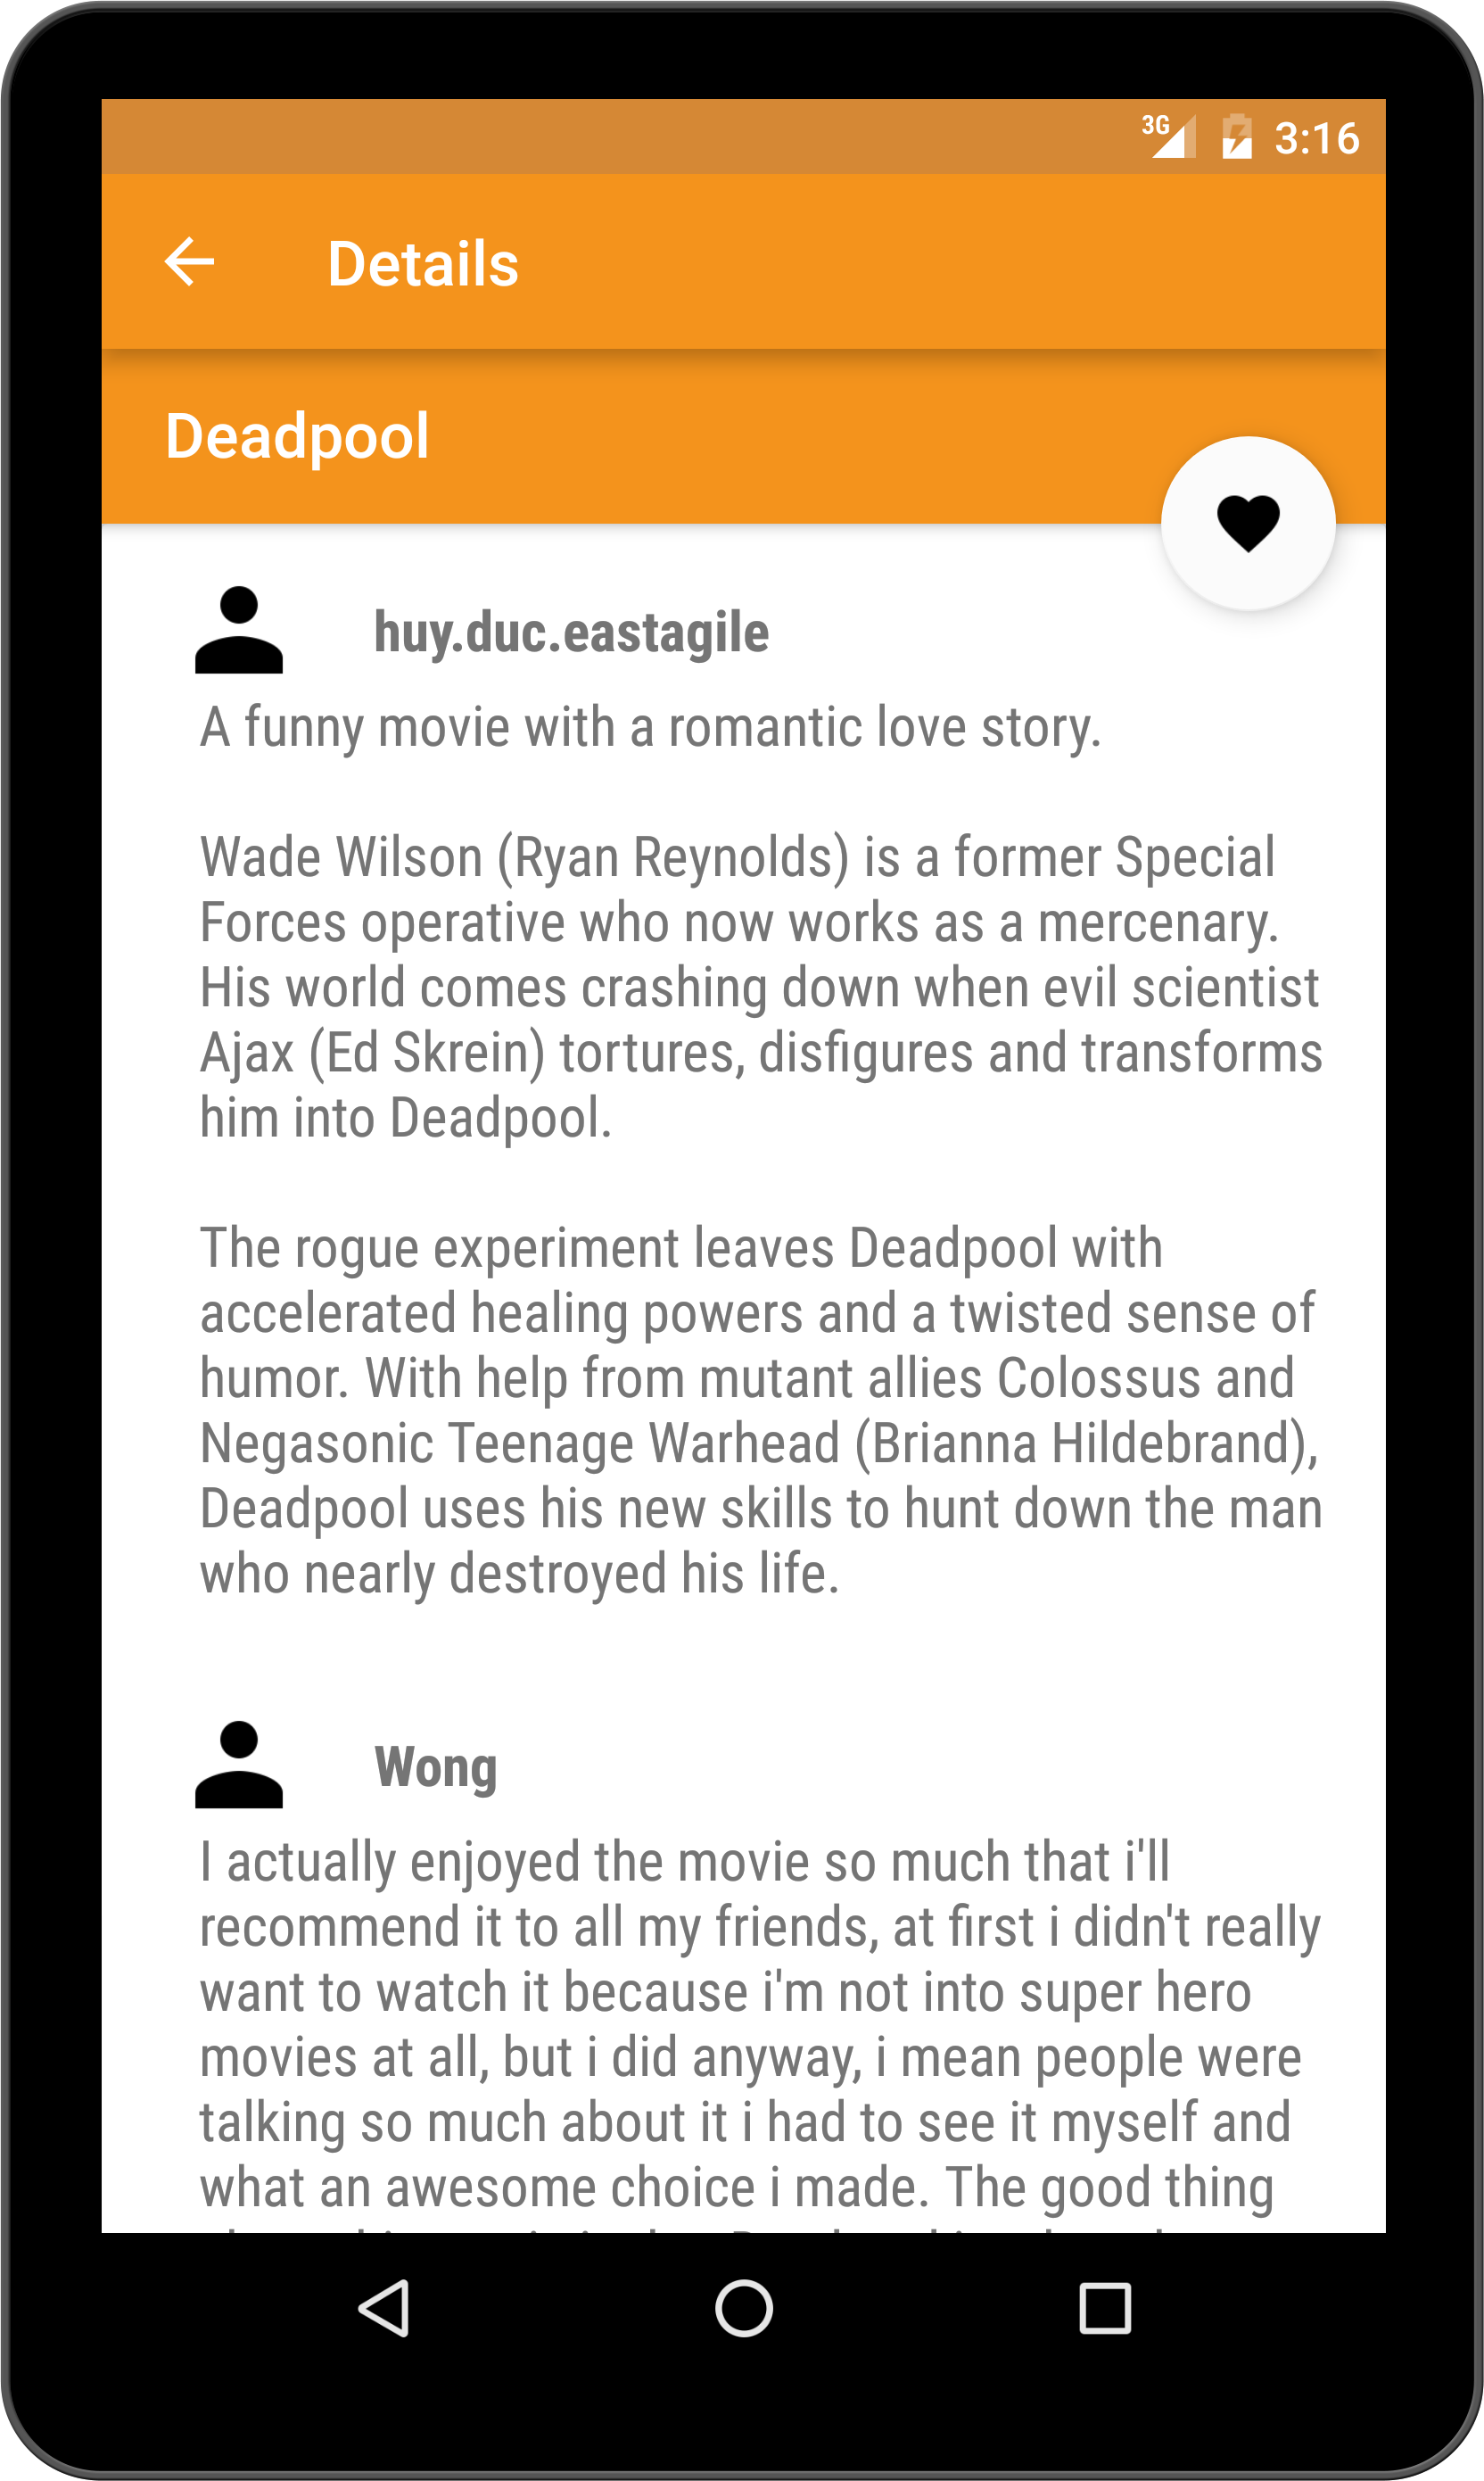 3G 3:16
Details
Deadpool
huy.duc.eastagile
A funny movie with a romantic love story.
Wade Wilson (Ryan Reynolds) is a former Special
Forces operative who now works as a mercenary.
His world comes crashing down when evil scientist
Ajax (Ed Skrein) tortures, disfigures and transforms
him into Deadpool.
The rogue experiment leaves Deadpool with
accelerated healing powers and a twisted sense of
humor. With help from mutant allies Colossus and
Negasonic Teenage Warhead (Brianna Hildebrand),
Deadpool uses his new skills to hunt down the man
who nearly destroyed his life.
Wong
I actually enjoyed the movie so much that i'll
recommend it to all my friends, at first i didn't really
want to watch it because i'm not into super hero
movies at all, but i did anyway, i mean people were
talking so much about it i had to see it myself and
what an awesome choice i made. The good thing